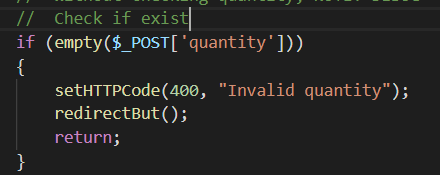 //  Check if exist
if (empty($_POST['quantity']))
{
    setHTTPCode(400, "Invalid quantity");
    redirectBut();
    return;
}